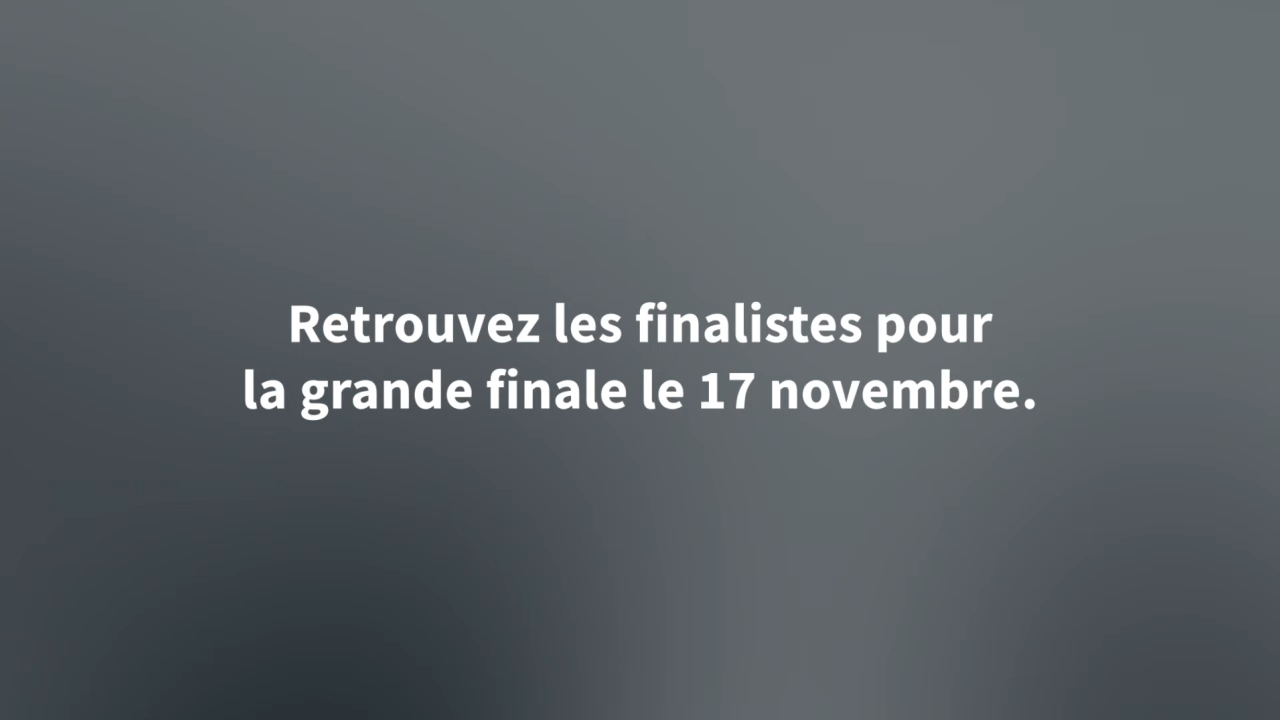 Retrouvez les finalistes pour
la grande finale le 17 novembre.